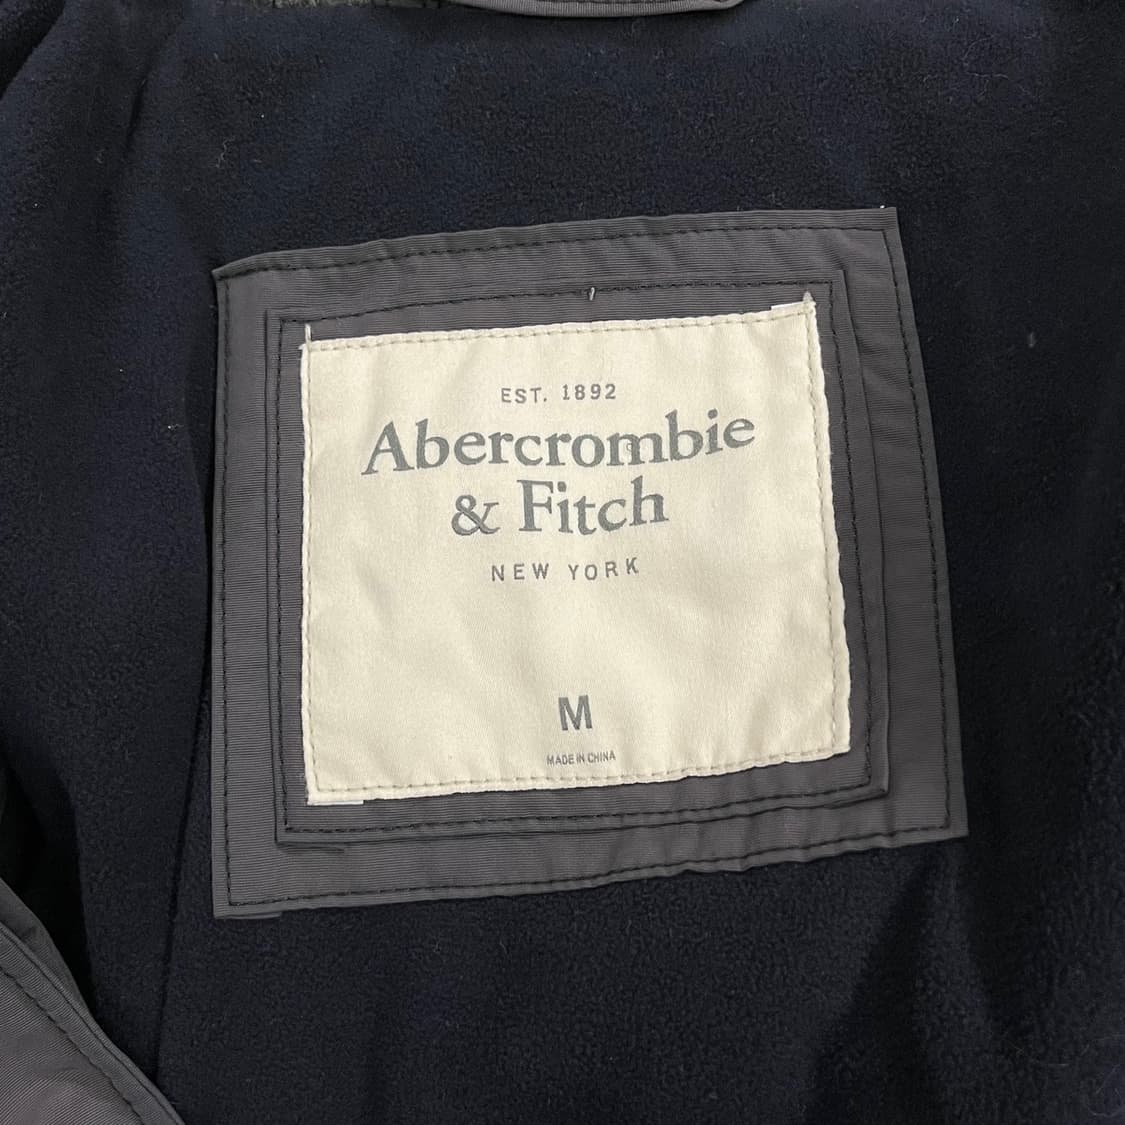 EST. 1892
Abercrombie
& Fitch
NEW YORK
M
MADE IN CHINA